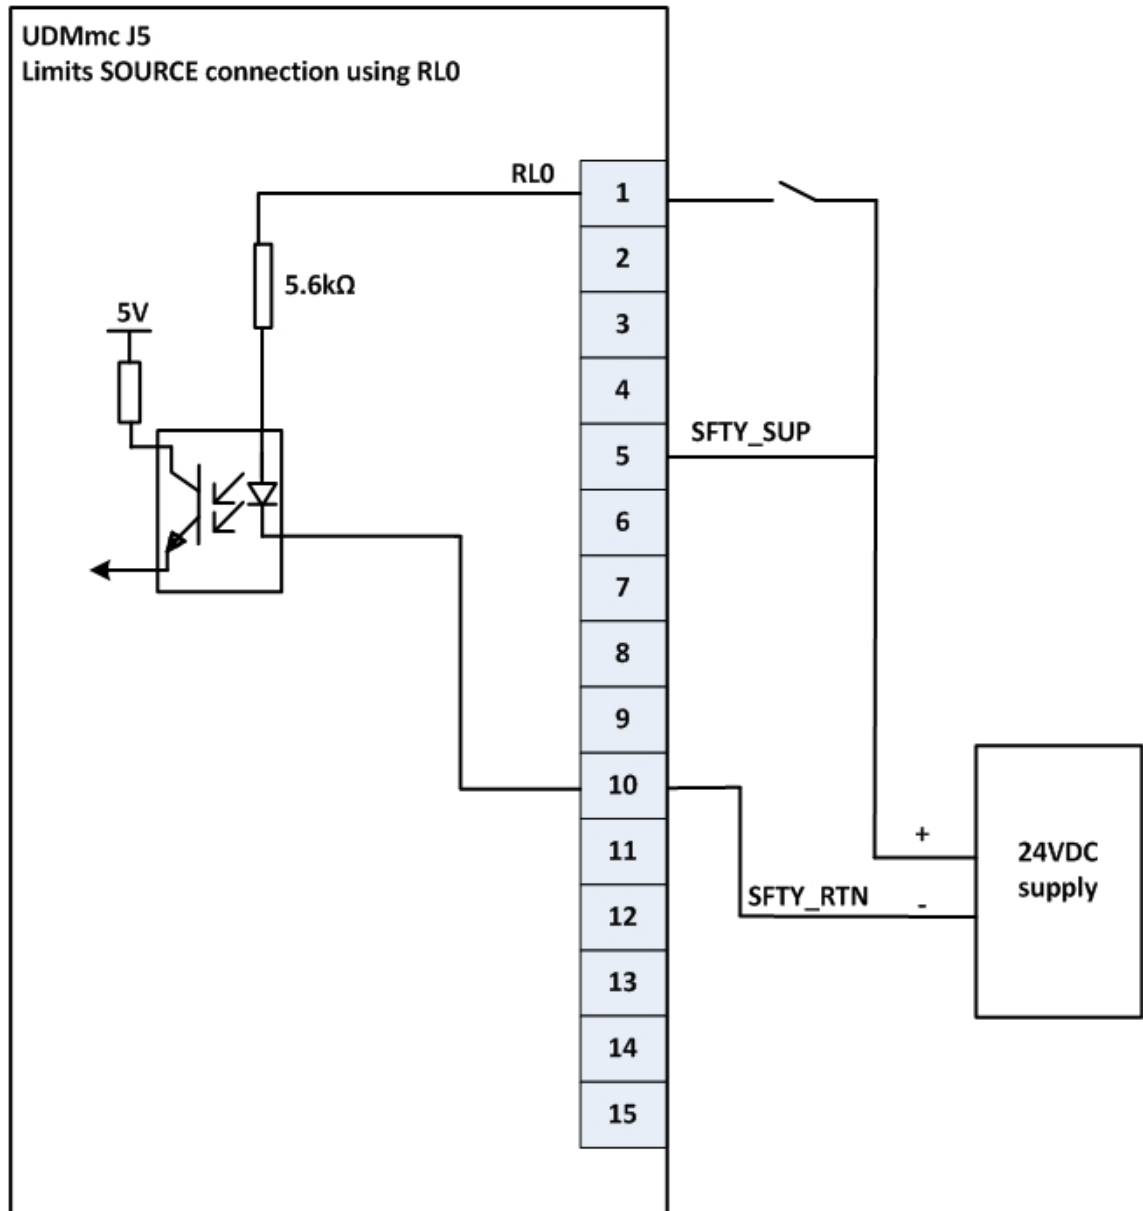 UDMmc J5
Limits SOURCE connection using RL0
RL0
1
2
5.6kΩ
5V
3
4
SFTY_SUP
5
6
7
8
9
10
11
+
24VDC
supply
SFTY_RTN
-
12
13
14
15